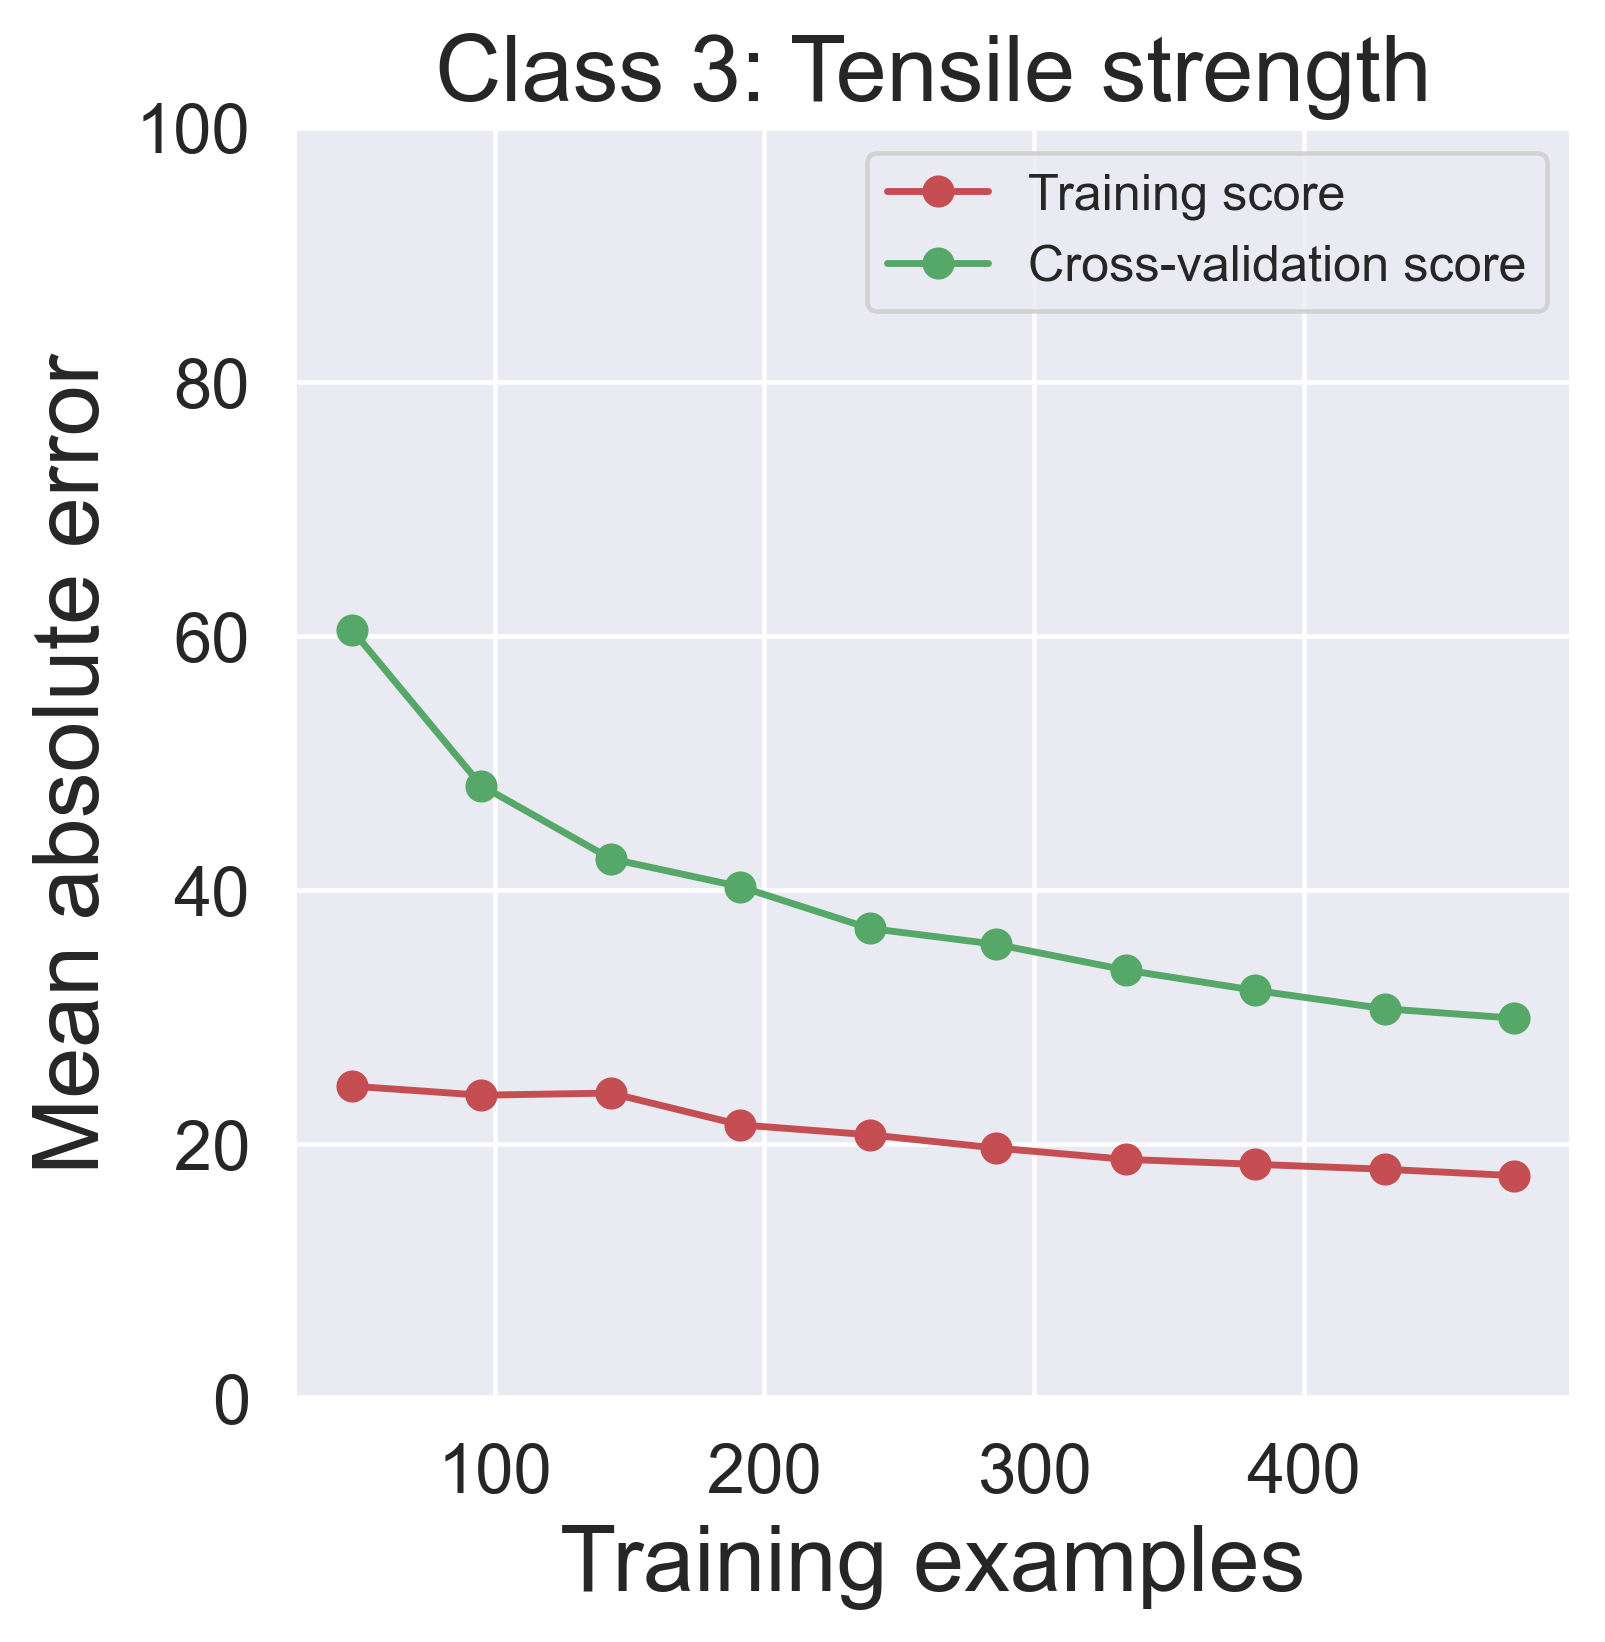 Class 3: Tensile strength
100
80
60
40
20
0
Mean absolute error
Training score
Cross-validation score
100
200
300
400
Training examples